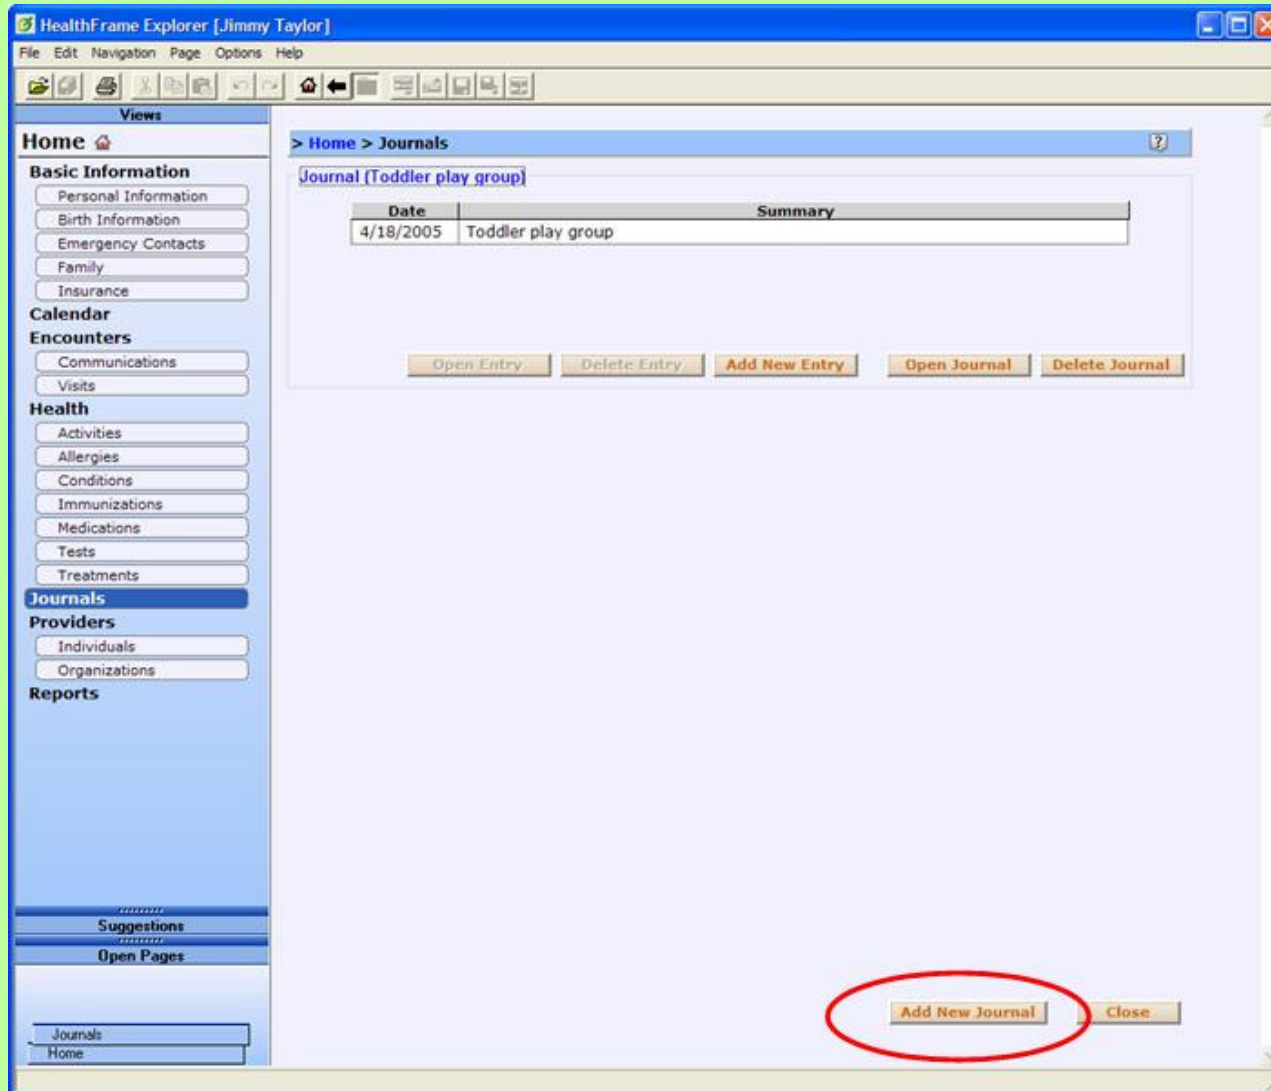 HealthFrame Explorer [Jimmy Taylor]
File Edit Navigation Page Options Help
Views
Home
Basic Information
Personal Information
Birth Information
Emergency Contacts
Family
Insurance
Calendar
Encounters
Communications
Visits
Health
Activities
Allergies
Conditions
Immunizations
Medications
Tests
Treatments
Journals
Providers
Individuals
Organizations
Reports
Suggestions
Open Pages
Journals
Home
> Home > Journals ?
Journal (Toddler play group)
Date Summary
4/18/2005 Toddler play group
Open Entry Delete Entry Add New Entry Open Journal Delete Journal
Add New Journal Close